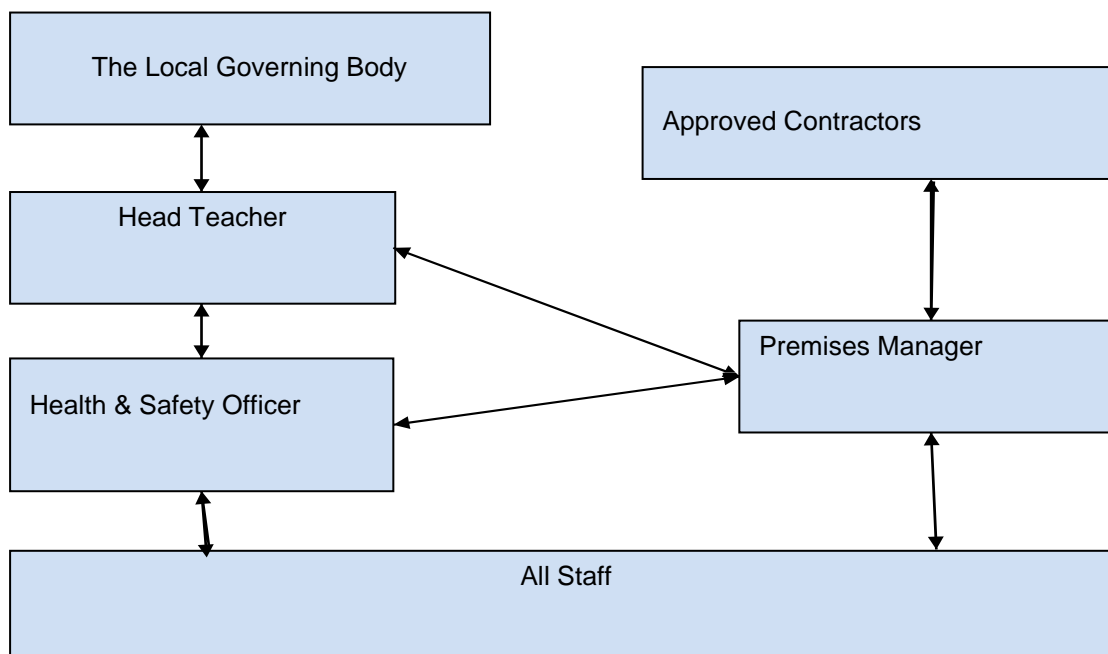 The Local Governing Body
Approved Contractors
Head Teacher
Premises Manager
Health & Safety Officer
All Staff